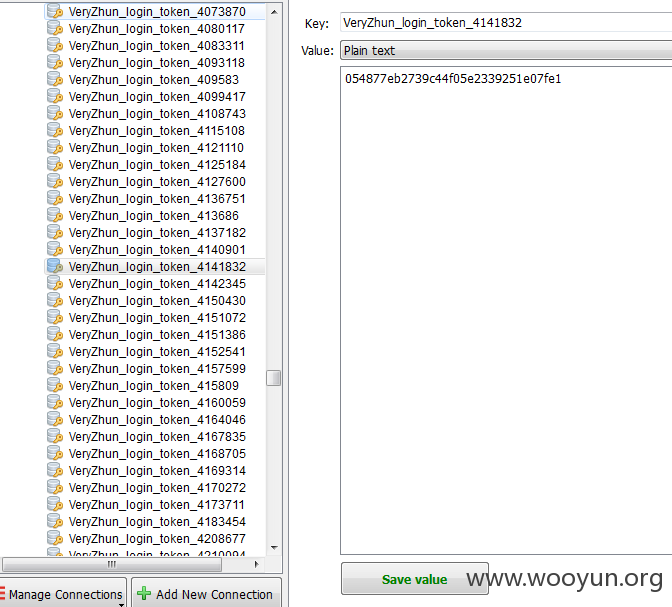 VeryZhun_login_token_4073870
VeryZhun_login_token_4080117
VeryZhun_login_token_4083311
VeryZhun_login_token_4093118
VeryZhun_login_token_409583
VeryZhun_login_token_4099417
VeryZhun_login_token_4108743
VeryZhun_login_token_4115108
VeryZhun_login_token_4121110
VeryZhun_login_token_4125184
VeryZhun_login_token_4127600
VeryZhun_login_token_4136751
VeryZhun_login_token_413686
VeryZhun_login_token_4137182
VeryZhun_login_token_4140901
VeryZhun_login_token_4141832
VeryZhun_login_token_4142345
VeryZhun_login_token_4150430
VeryZhun_login_token_4151072
VeryZhun_login_token_4151386
VeryZhun_login_token_4152541
VeryZhun_login_token_4157599
VeryZhun_login_token_415809
VeryZhun_login_token_4160059
VeryZhun_login_token_4164046
VeryZhun_login_token_4167835
VeryZhun_login_token_4168705
VeryZhun_login_token_4169314
VeryZhun_login_token_4170272
VeryZhun_login_token_4173711
VeryZhun_login_token_4183454
VeryZhun_login_token_4208677
VeryZhun_login_token_4210094
Manage Connections
Add New Connection
Key: VeryZhun_login_token_4141832
Value: Plain text
054877eb2739c44f05e2339251e07fe1
Save value
www.wooyun.org